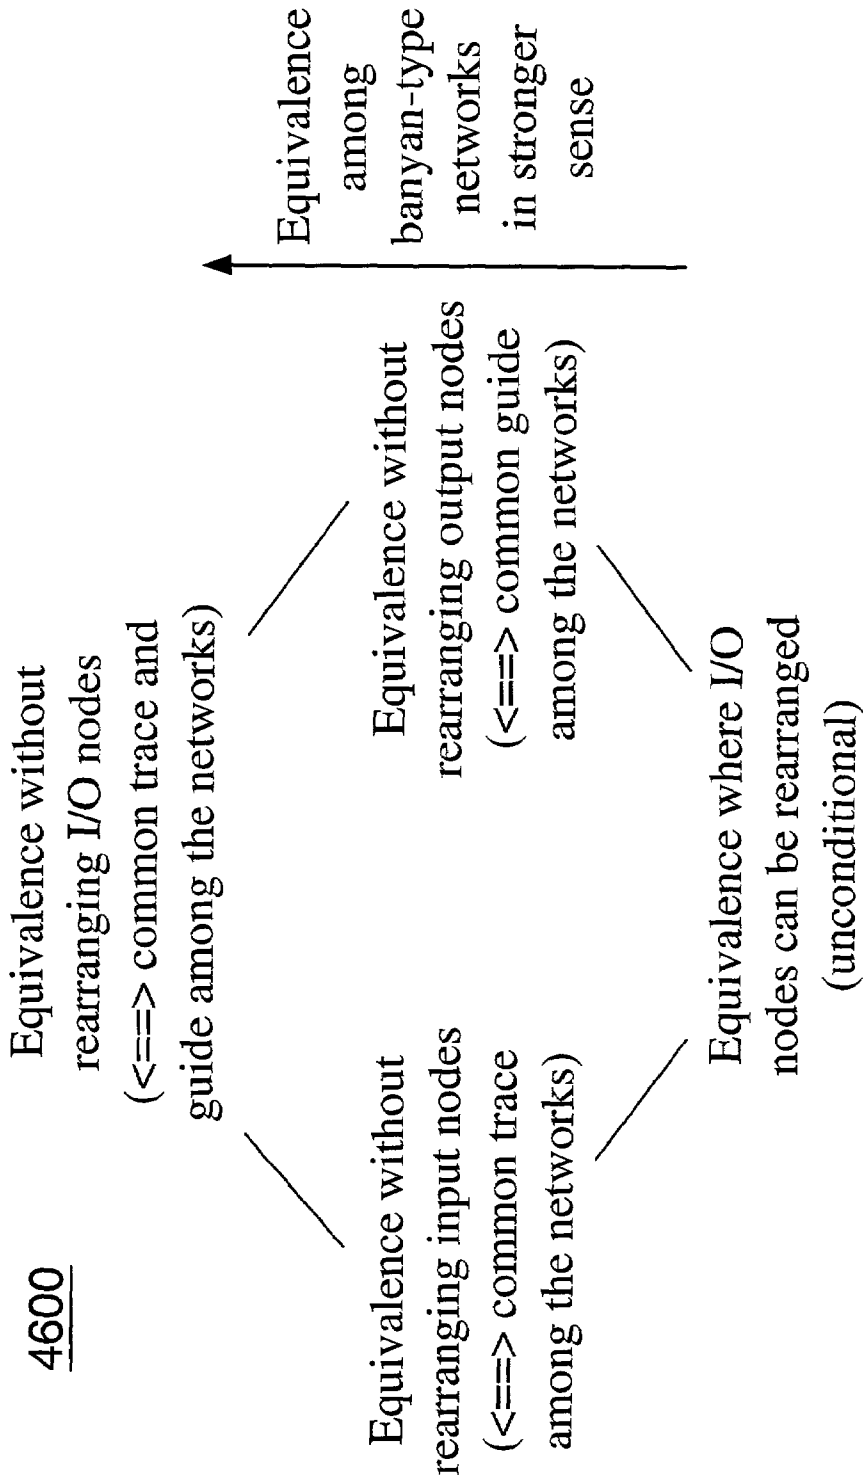 4600
Equivalence without
rearranging I/O nodes
(<==> common trace and
guide among the networks)
Equivalence without
rearranging input nodes
(<==> common trace
among the networks)
Equivalence without
rearranging output nodes
(<==> common guide
among the networks)
Equivalence where I/O
nodes can be rearranged
(unconditional)
Equivalence
among
banyan-type
networks
in stronger
sense